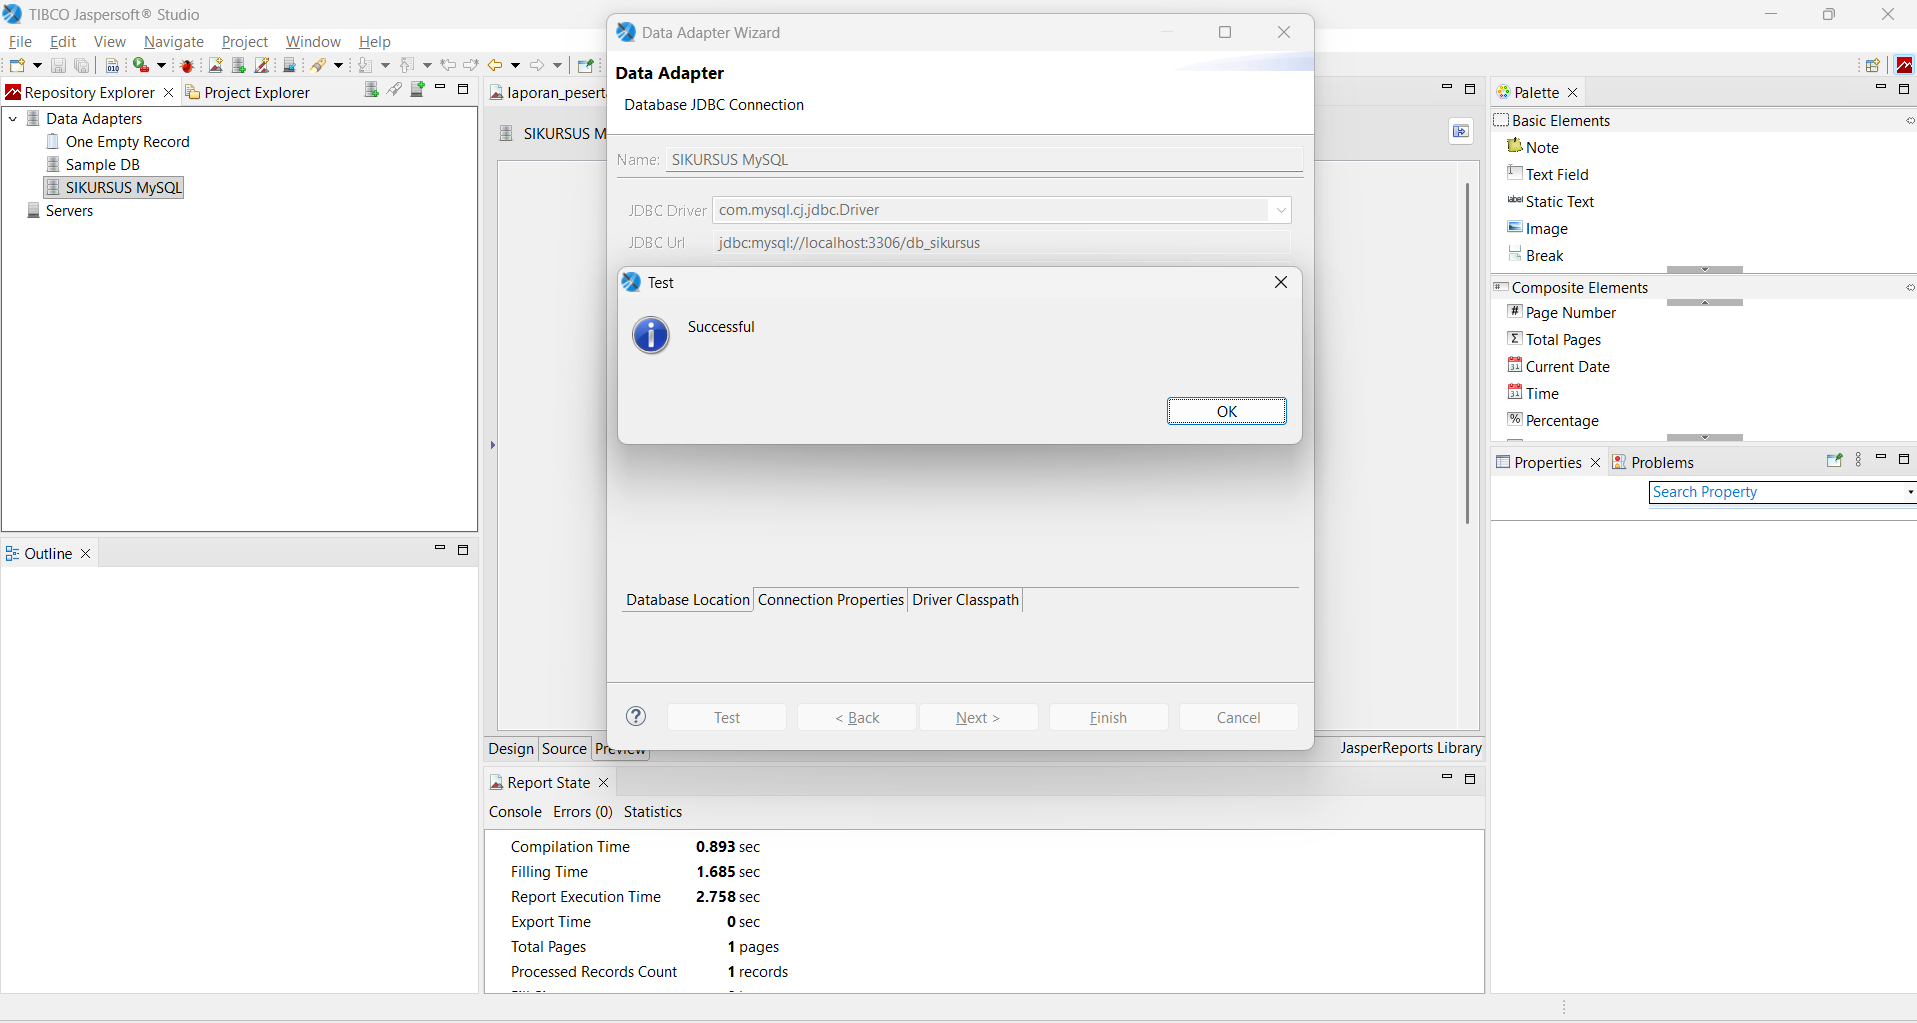 TIBCO Jaspersoft® Studio
File Edit View Navigate Project Window Help
Repository Explorer
Project Explorer
Data Adapters
One Empty Record
Sample DB
SIKURSUS MySQL
Servers
Outline
SIKURSUS M
Data Adapter Wizard
Data Adapter
Database JDBC Connection
Name: SIKURSUS MySQL
JDBC Driver com.mysql.cj.jdbc.Driver
JDBC Url jdbc:mysql://localhost:3306/db_sikursus
Test
Successful
OK
Database Location Connection Properties Driver Classpath
Test < Back Next > Finish Cancel
Design Source Preview
JasperReports Library
Report State
Console Errors (0) Statistics
Compilation Time 0.893 sec
Filling Time 1.685 sec
Report Execution Time 2.758 sec
Export Time 0 sec
Total Pages 1 pages
Processed Records Count 1 records
Palette
Basic Elements
Note
Text Field
label Static Text
Image
Break
Composite Elements
# Page Number
Σ Total Pages
31 Current Date
31 Time
% Percentage
Properties
Problems
Search Property